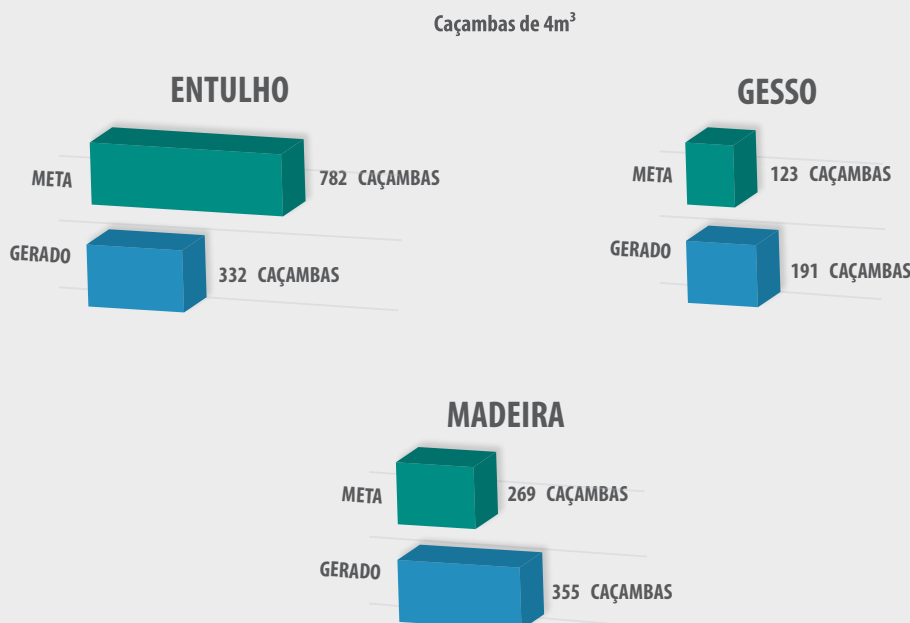 Caçambas de 4m³
ENTULHO
META
782 CAÇAMBAS
GERADO
332 CAÇAMBAS
GESSO
META
123 CAÇAMBAS
GERADO
191 CAÇAMBAS
MADEIRA
META
269 CAÇAMBAS
GERADO
355 CAÇAMBAS